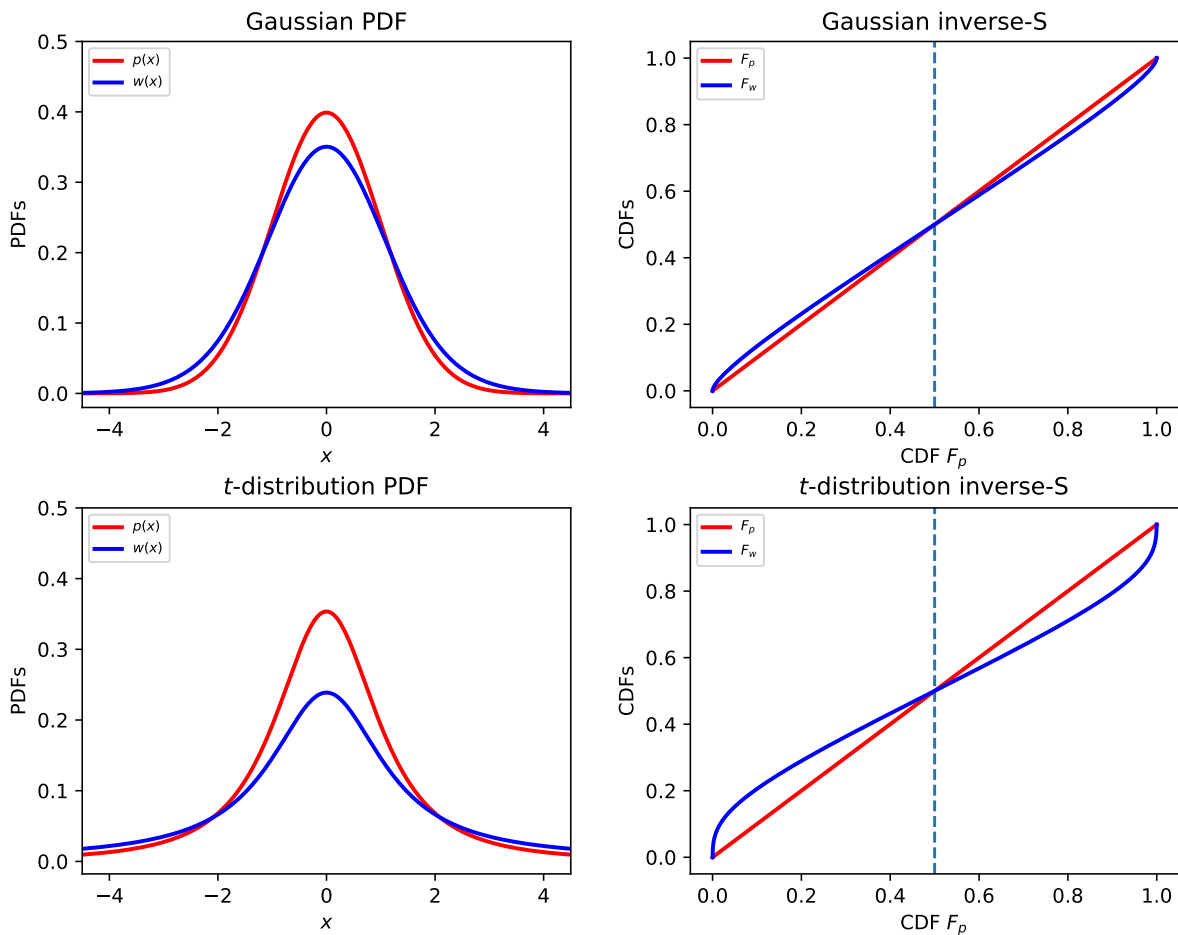 Gaussian PDF
0.5
0.4
0.3
0.2
0.1
0.0
PDFs
p(x)
w(x)
−4 −2 0 2 4
x
Gaussian inverse-S
1.0
0.8
0.6
0.4
0.2
0.0
CDFs
F_p
F_w
0.0 0.2 0.4 0.6 0.8 1.0
CDF F_p
t-distribution PDF
0.5
0.4
0.3
0.2
0.1
0.0
PDFs
p(x)
w(x)
−4 −2 0 2 4
x
t-distribution inverse-S
1.0
0.8
0.6
0.4
0.2
0.0
CDFs
F_p
F_w
0.0 0.2 0.4 0.6 0.8 1.0
CDF F_p